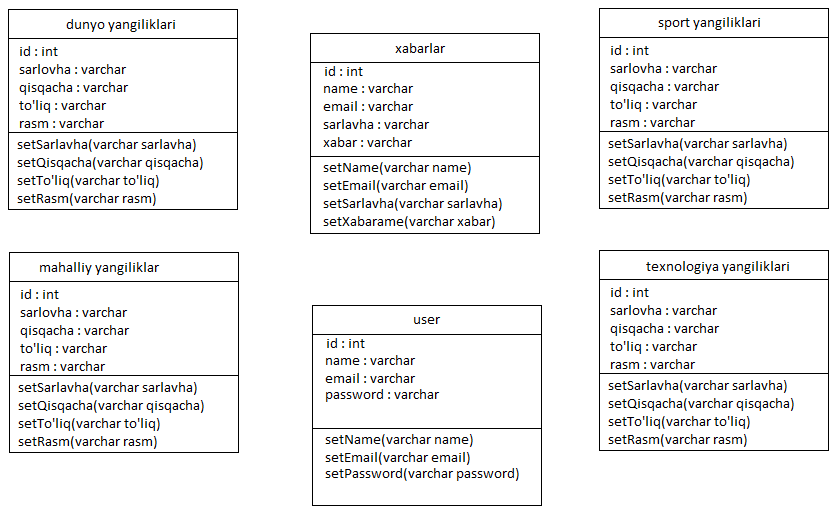 dunyo yangiliklari
id : int
sarlovha : varchar
qisqacha : varchar
to'liq : varchar
rasm : varchar
setSarlavha(varchar sarlavha)
setQisqacha(varchar qisqacha)
setTo'liq(varchar to'liq)
setRasm(varchar rasm)
xabarlar
id : int
name : varchar
email : varchar
sarlavha : varchar
xabar : varchar
setName(varchar name)
setEmail(varchar email)
setSarlavha(varchar sarlavha)
setXabarame(varchar xabar)
sport yangiliklari
id : int
sarlovha : varchar
qisqacha : varchar
to'liq : varchar
rasm : varchar
setSarlavha(varchar sarlavha)
setQisqacha(varchar qisqacha)
setTo'liq(varchar to'liq)
setRasm(varchar rasm)
mahalliy yangiliklar
id : int
sarlovha : varchar
qisqacha : varchar
to'liq : varchar
rasm : varchar
setSarlavha(varchar sarlavha)
setQisqacha(varchar qisqacha)
setTo'liq(varchar to'liq)
setRasm(varchar rasm)
user
id : int
name : varchar
email : varchar
password : varchar
setName(varchar name)
setEmail(varchar email)
setPassword(varchar password)
texnologiya yangiliklari
id : int
sarlovha : varchar
qisqacha : varchar
to'liq : varchar
rasm : varchar
setSarlavha(varchar sarlavha)
setQisqacha(varchar qisqacha)
setTo'liq(varchar to'liq)
setRasm(varchar rasm)